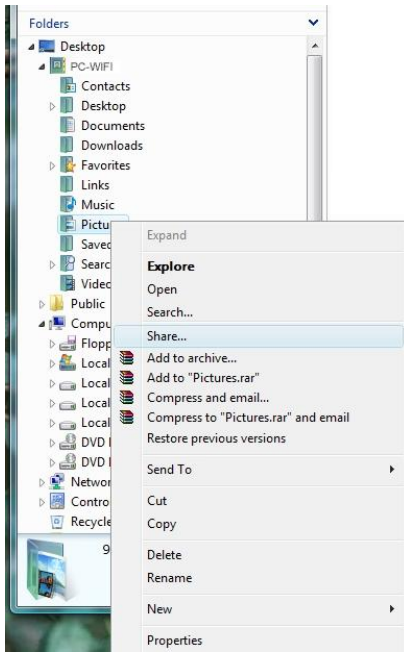 Folders
Desktop
PC-WIFI
Contacts
Desktop
Documents
Downloads
Favorites
Links
Music
Pictu
Saved
Searc
Videc
Public
Compu
Flopp
Local
Local
Local
Local
DVD
DVD
Networ
Contro
Recycle
9
Expand
Explore
Open
Search...
Share...
Add to archive...
Add to "Pictures.rar"
Compress and email...
Compress to "Pictures.rar" and email
Restore previous versions
Send To
Cut
Copy
Delete
Rename
New
Properties